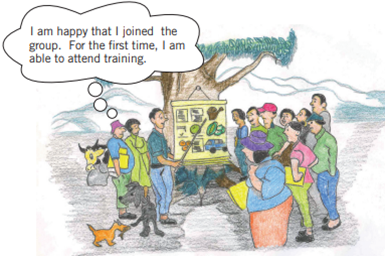 I am happy that I joined the
group. For the first time, I am
able to attend training.